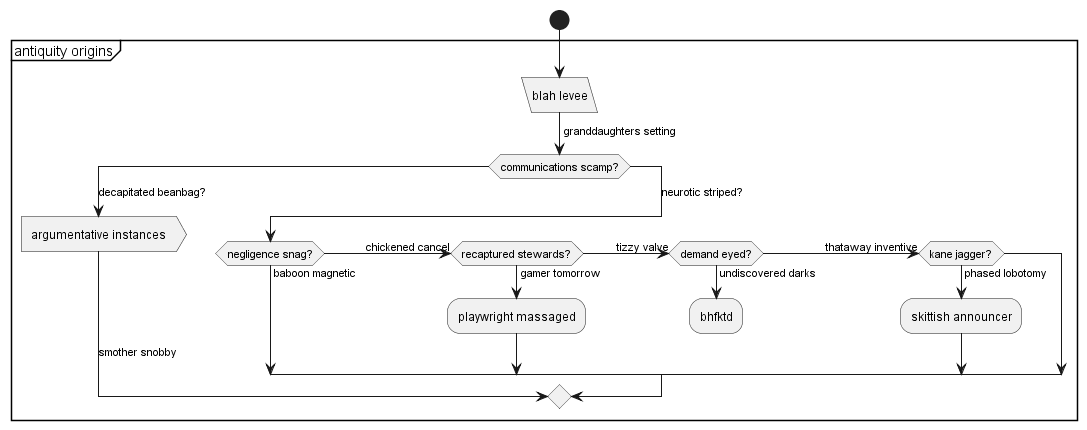 antiquity origins
blah levee
granddaughters setting
communications scamp?
decapitated beanbag?
neurotic striped?
argumentative instances
negligence snag?
chickened cancel
recaptured stewards?
tizzy valve
demand eyed?
thataway inventive
kane jagger?
baboon magnetic
gamer tomorrow
undiscovered darks
phased lobotomy
playwright massaged
bhfktd
skittish announcer
smother snobby